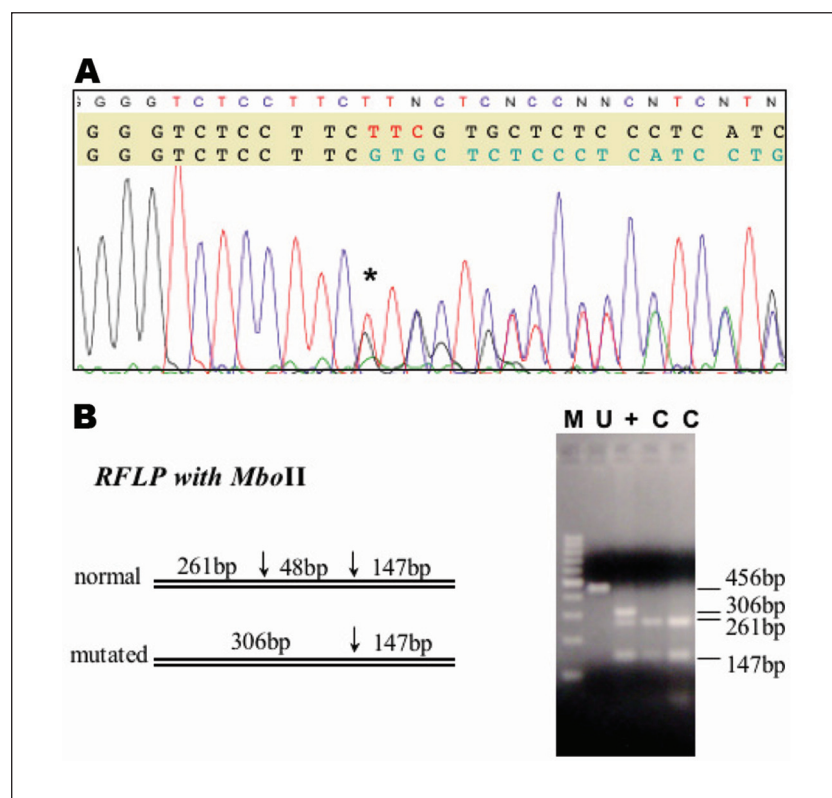 A
G G G T C T C C T T C T T N C T C N C C N N C N T C N T N
G G G T C T C C T T C T T C G T G C T C T C C C T C A T C
G G G T C T C C T T C G T G C T C T C C C T C A T C C T G
*
B
M U + C C
RFLP with MboII
261bp 48bp 147bp
normal
306bp 147bp
mutated
456bp
306bp
261bp
147bp